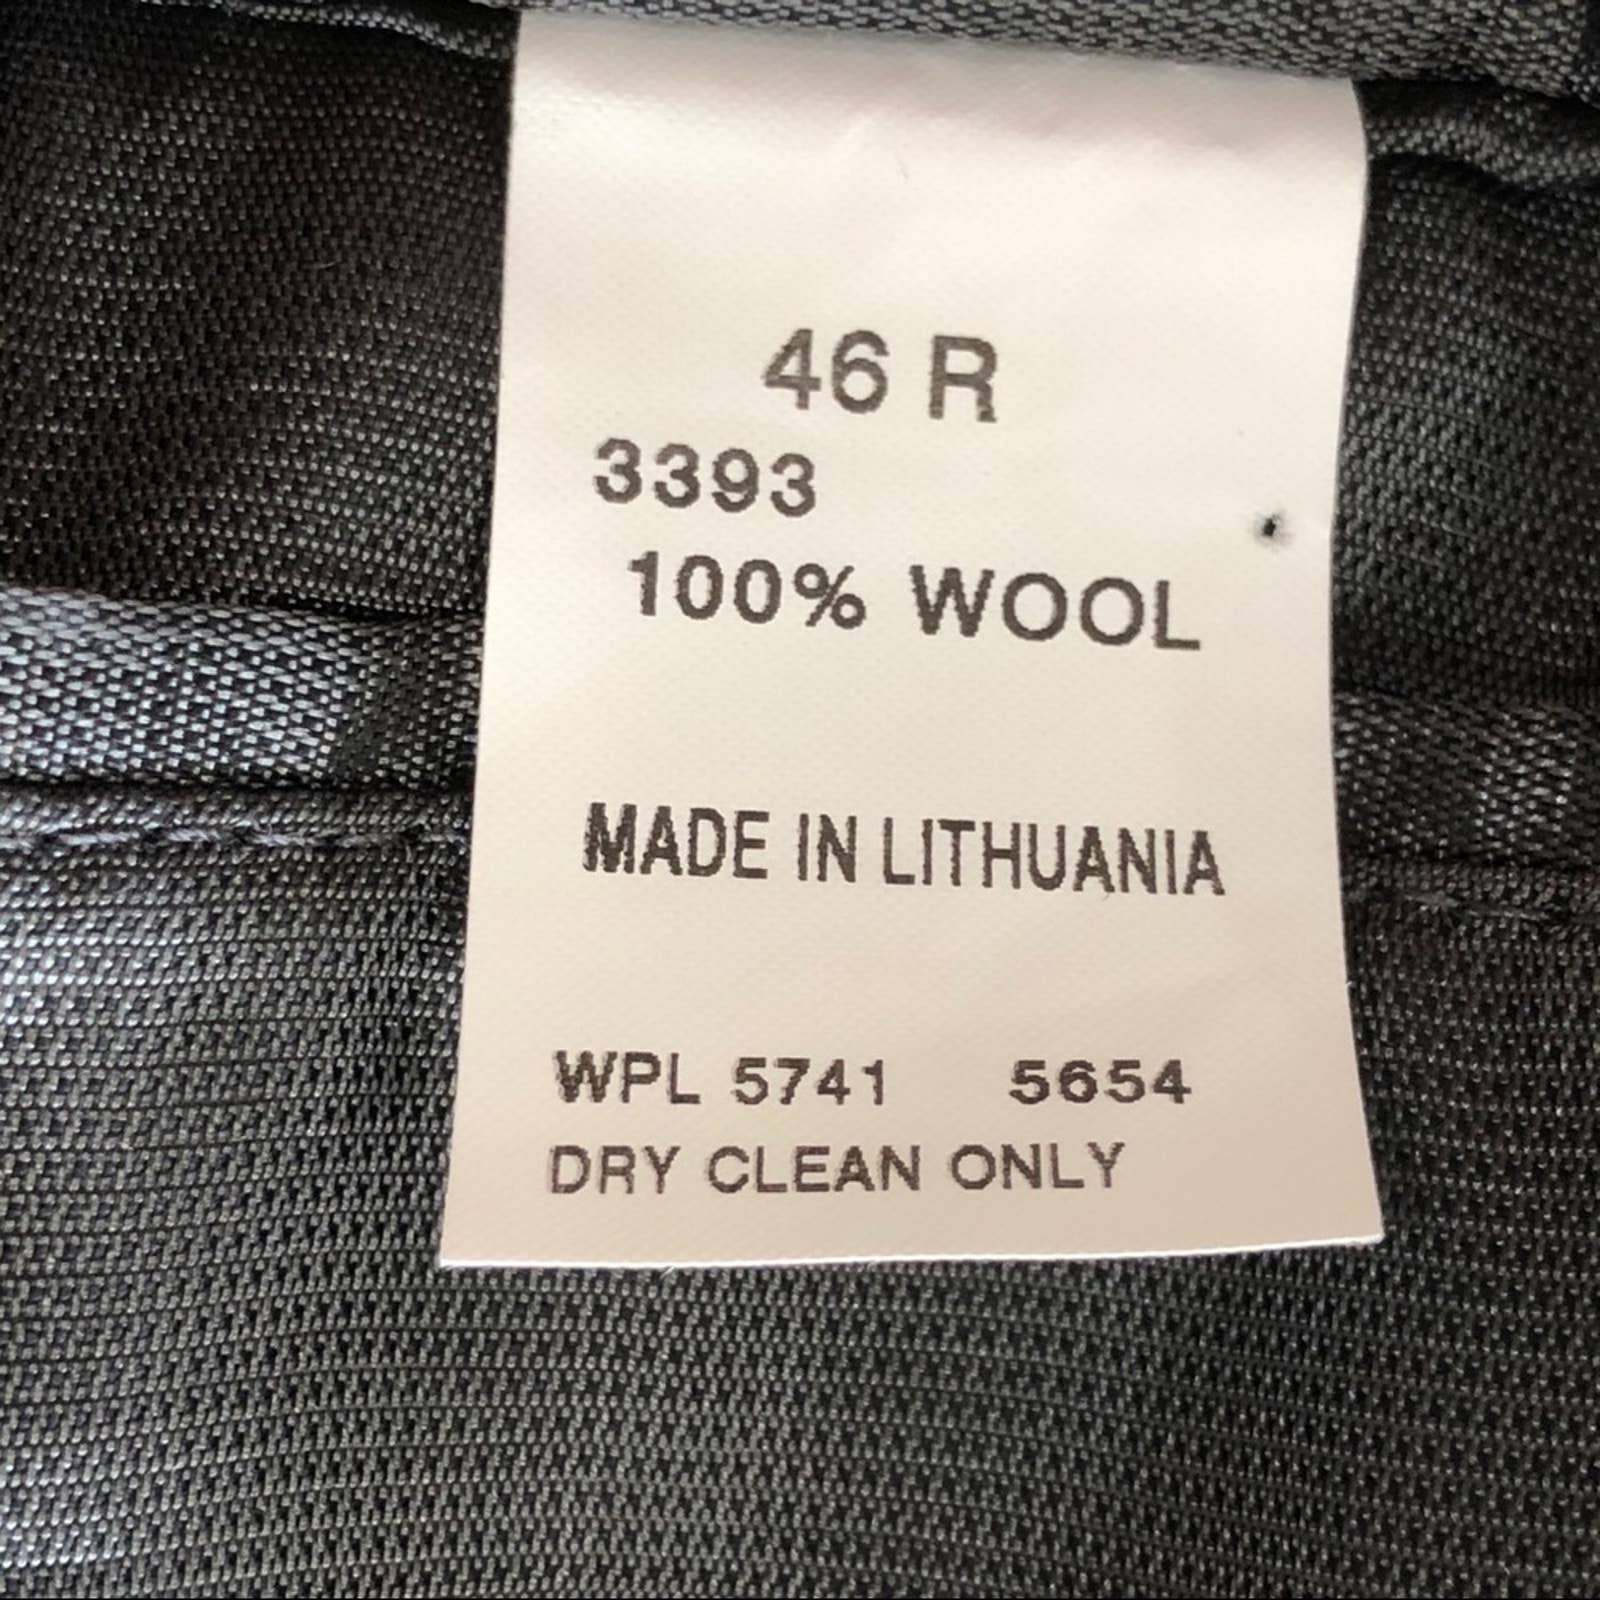 46 R
3393
100% WOOL
MADE IN LITHUANIA
WPL 5741 5654
DRY CLEAN ONLY